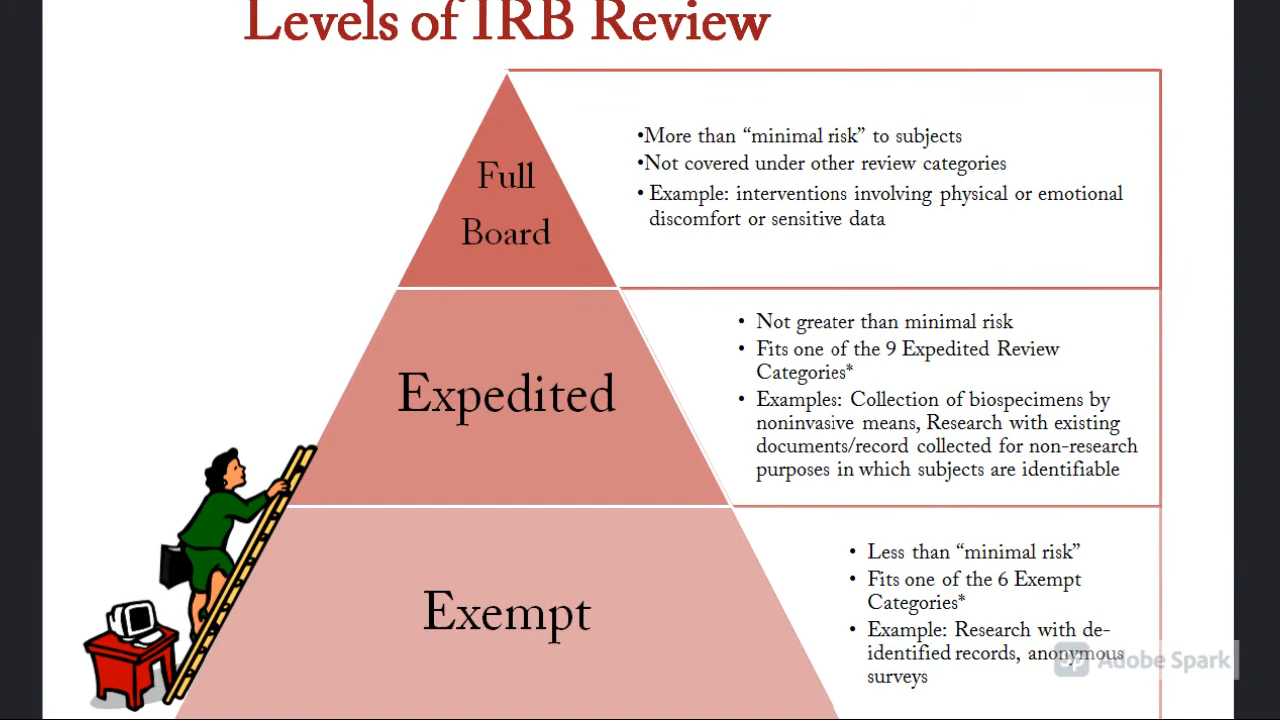 Levels of IRB Review
Full
Board
•More than “minimal risk” to subjects
•Not covered under other review categories
• Example: interventions involving physical or emotional
discomfort or sensitive data
Expedited
• Not greater than minimal risk
• Fits one of the 9 Expedited Review
Categories*
• Examples: Collection of biospecimens by
noninvasive means, Research with existing
documents/record collected for non-research
purposes in which subjects are identifiable
Exempt
• Less than “minimal risk”
• Fits one of the 6 Exempt
Categories*
• Example: Research with de-
identified records, anonymous
surveys
Sp Adobe Spark